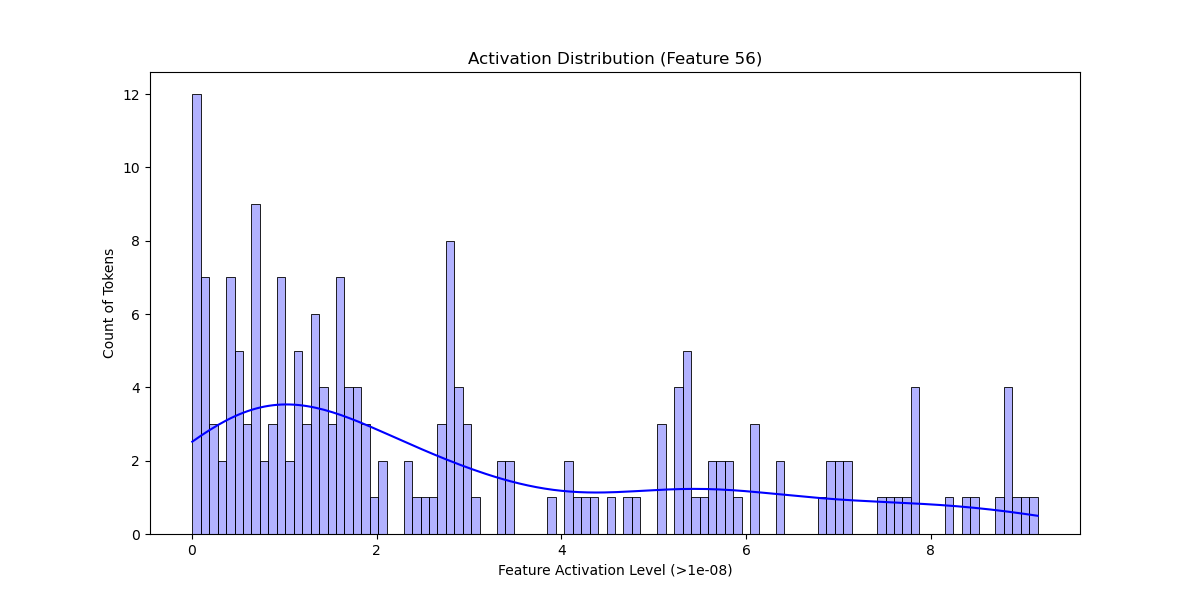 Activation Distribution (Feature 56)
12
10
8
6
4
2
0
Count of Tokens
0 2 4 6 8
Feature Activation Level (>1e-08)